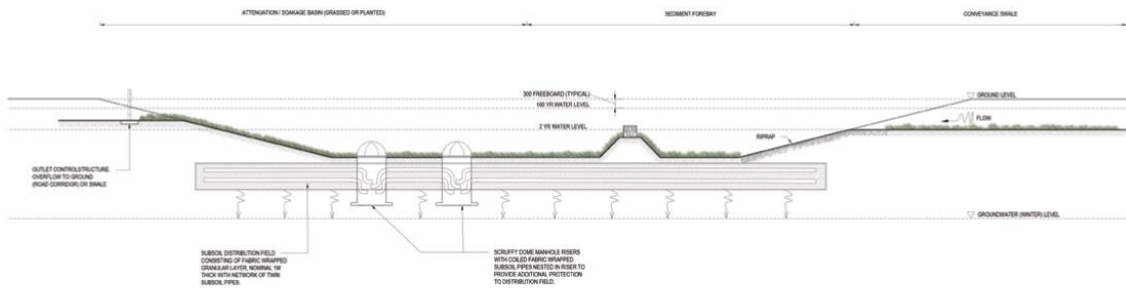 ATTENUATION / SOAKAGE BASIN (GRASSED OR PLANTED)
SEDIMENT FOREBAY
CONVEYANCE SWALE
300 FREEBOARD (TYPICAL)
100 YR WATER LEVEL
2 YR WATER LEVEL
GROUND LEVEL
FLOW
RIPRAP
OUTLET CONTROL STRUCTURE
OVERFLOW TO GROUND
(ROAD CORRIDOR) OR SWALE
GROUNDWATER (WINTER) LEVEL
SUBSOIL DISTRIBUTION FIELD
CONSISTING OF FABRIC WRAPPED
GRANULAR LAYER, NOMINAL 1M
THICK WITH NETWORK OF TWIN
SUBSOIL PIPES.
SCRUFFY DOME MANHOLE RISERS
WITH COILED FABRIC WRAPPED
SUBSOIL PIPES NESTED IN RISER TO
PROVIDE ADDITIONAL PROTECTION
TO DISTRIBUTION FIELD.